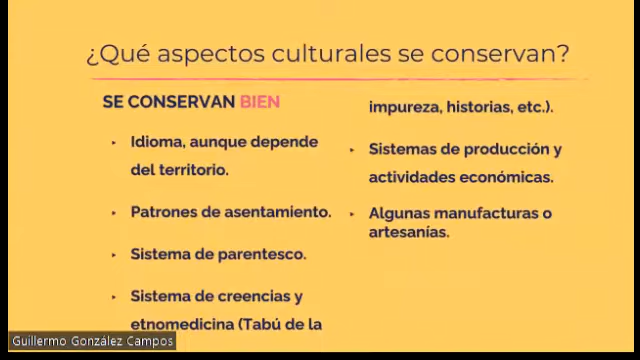 ¿Qué aspectos culturales se conservan?
SE CONSERVAN BIEN
Idioma, aunque depende
del territorio.
Patrones de asentamiento.
Sistema de parentesco.
Sistema de creencias y
etnomedicina (Tabú de la
impureza, historias, etc.).
Sistemas de producción y
actividades económicas.
Algunas manufacturas o
artesanías.
Guillermo González Campos